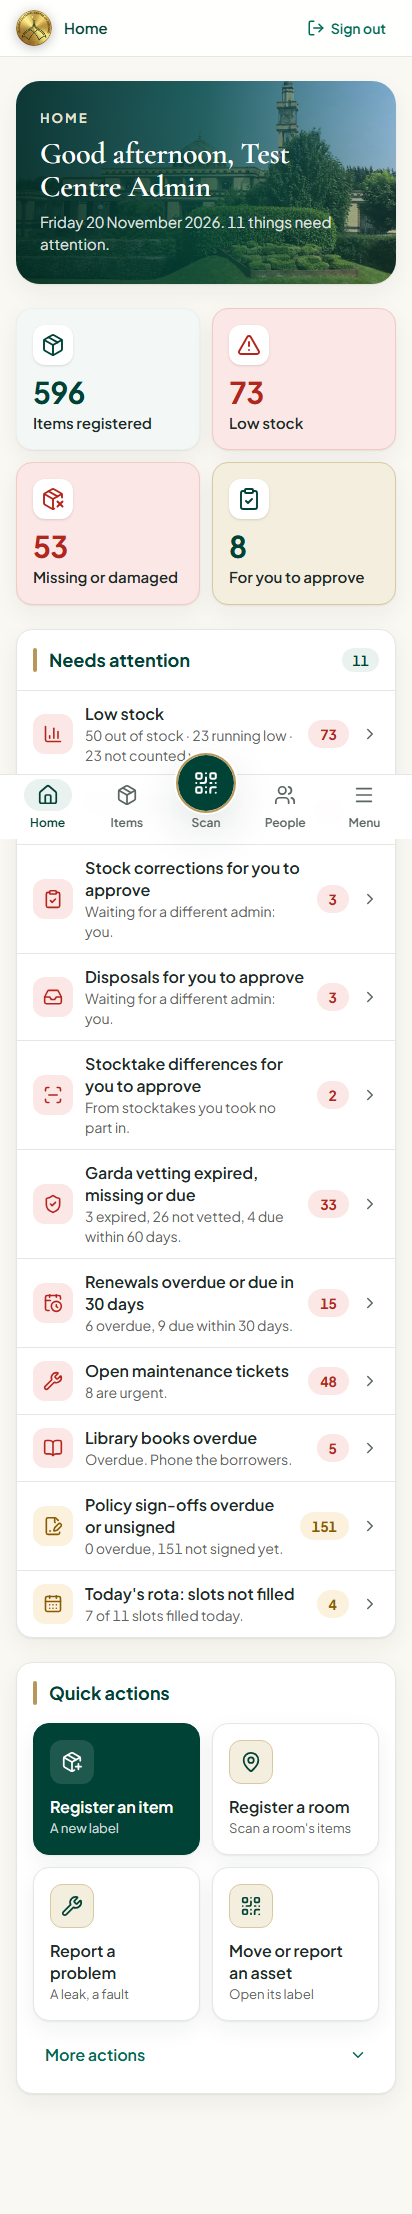 Home
Sign out
HOME
Good afternoon, Test
Centre Admin
Friday 20 November 2026. 11 things need
attention.
596
Items registered
73
Low stock
53
Missing or damaged
8
For you to approve
Needs attention
11
Low stock
50 out of stock · 23 running low ·
23 not counted
73
Home
Items
Scan
People
Menu
Stock corrections for you to
approve
Waiting for a different admin:
you.
3
Disposals for you to approve
Waiting for a different admin:
you.
3
Stocktake differences for
you to approve
From stocktakes you took no
part in.
2
Garda vetting expired,
missing or due
3 expired, 26 not vetted, 4 due
within 60 days.
33
Renewals overdue or due in
30 days
6 overdue, 9 due within 30 days.
15
Open maintenance tickets
8 are urgent.
48
Library books overdue
Overdue. Phone the borrowers.
5
Policy sign-offs overdue
or unsigned
0 overdue, 151 not signed yet.
151
Today's rota: slots not filled
7 of 11 slots filled today.
4
Quick actions
Register an item
A new label
Register a room
Scan a room's items
Report a
problem
A leak, a fault
Move or report
an asset
Open its label
More actions